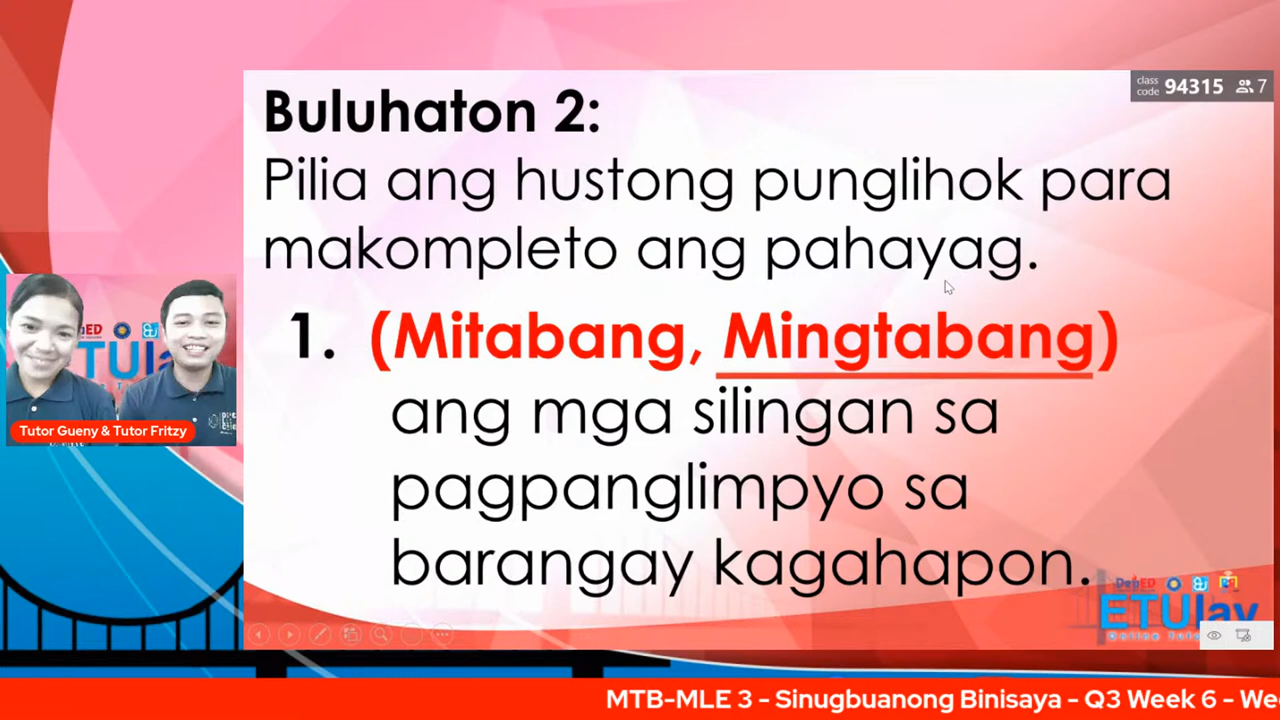 class code 94315 7
Buluhaton 2:
Pilia ang hustong punglihok para
makompleto ang pahayag.
1. (Mitabang, Mingtabang)
ang mga silingan sa
pagpanglimpyo sa
barangay kagahapon.
Tutor Gueny & Tutor Fritzy
DepED
ETUlay
Online
MTB-MLE 3 - Sinugbuanong Binisaya - Q3 Week 6 - We